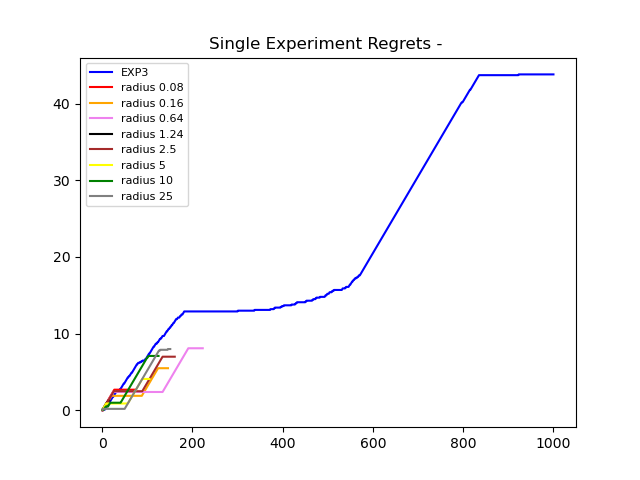 Single Experiment Regrets -
EXP3
radius 0.08
radius 0.16
radius 0.64
radius 1.24
radius 2.5
radius 5
radius 10
radius 25
40
30
20
10
0
0 200 400 600 800 1000